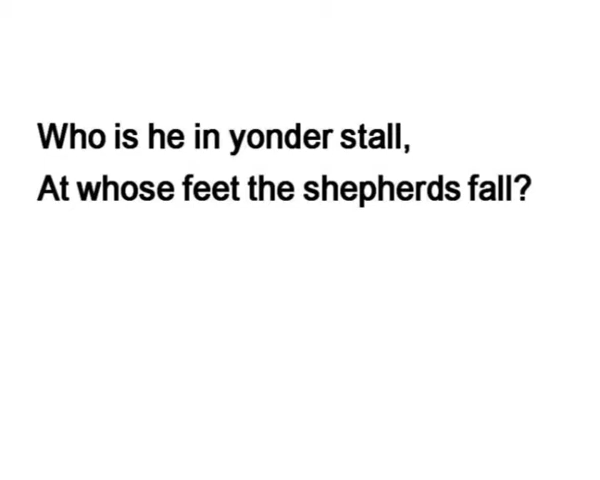 Who is he in yonder stall,
At whose feet the shepherds fall?